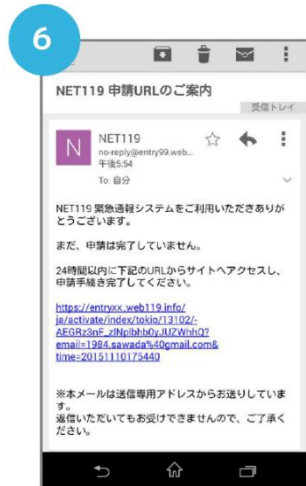 6
NET119 申請URLのご案内
受信トレイ
N
NET119
no-reply@entry99.web...
午後5:54
To: 自分
NET119 緊急通報システムをご利用いただきありが
とうございます。
まだ、申請は完了していません。
24時間以内に下記のURLからサイトへアクセスし、
申請手続き完了してください。
https://entryxx.web119.info/
ja/activate/index/tokio/13102/-
AEGRz3nF_zINplbhb0yJUZWhhQ?
email=1984.sawada%40gmail.com&
time=20151110175440
※本メールは送信専用アドレスからお送りしていま
す。
返信いただいてもお受けできませんので、ご了承く
ださい。